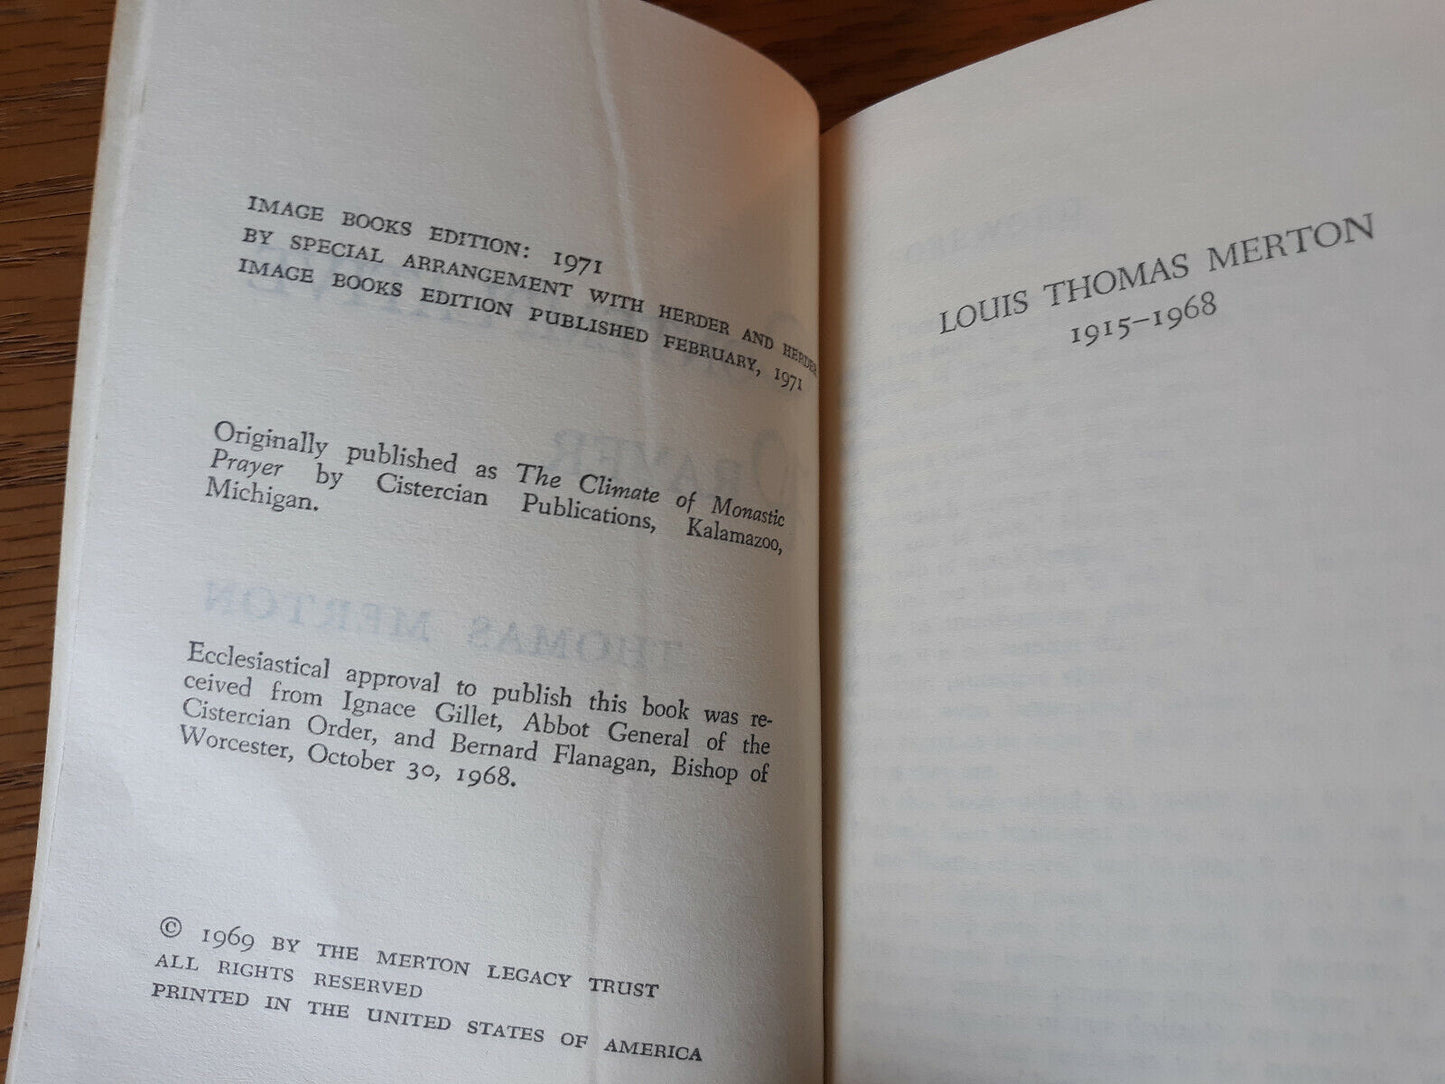 IMAGE BOOKS EDITION: 1971
BY SPECIAL ARRANGEMENT WITH HERDER AND HERDER
IMAGE BOOKS EDITION PUBLISHED FEBRUARY, 1971
Originally published as The Climate of Monastic
Prayer by Cistercian Publications, Kalamazoo,
Michigan.
Ecclesiastical approval to publish this book was re-
ceived from Ignace Gillet, Abbot General of the
Cistercian Order, and Bernard Flanagan, Bishop of
Worcester, October 30, 1968.
© 1969 BY THE MERTON LEGACY TRUST
ALL RIGHTS RESERVED
PRINTED IN THE UNITED STATES OF AMERICA
LOUIS THOMAS MERTON
1915–1968